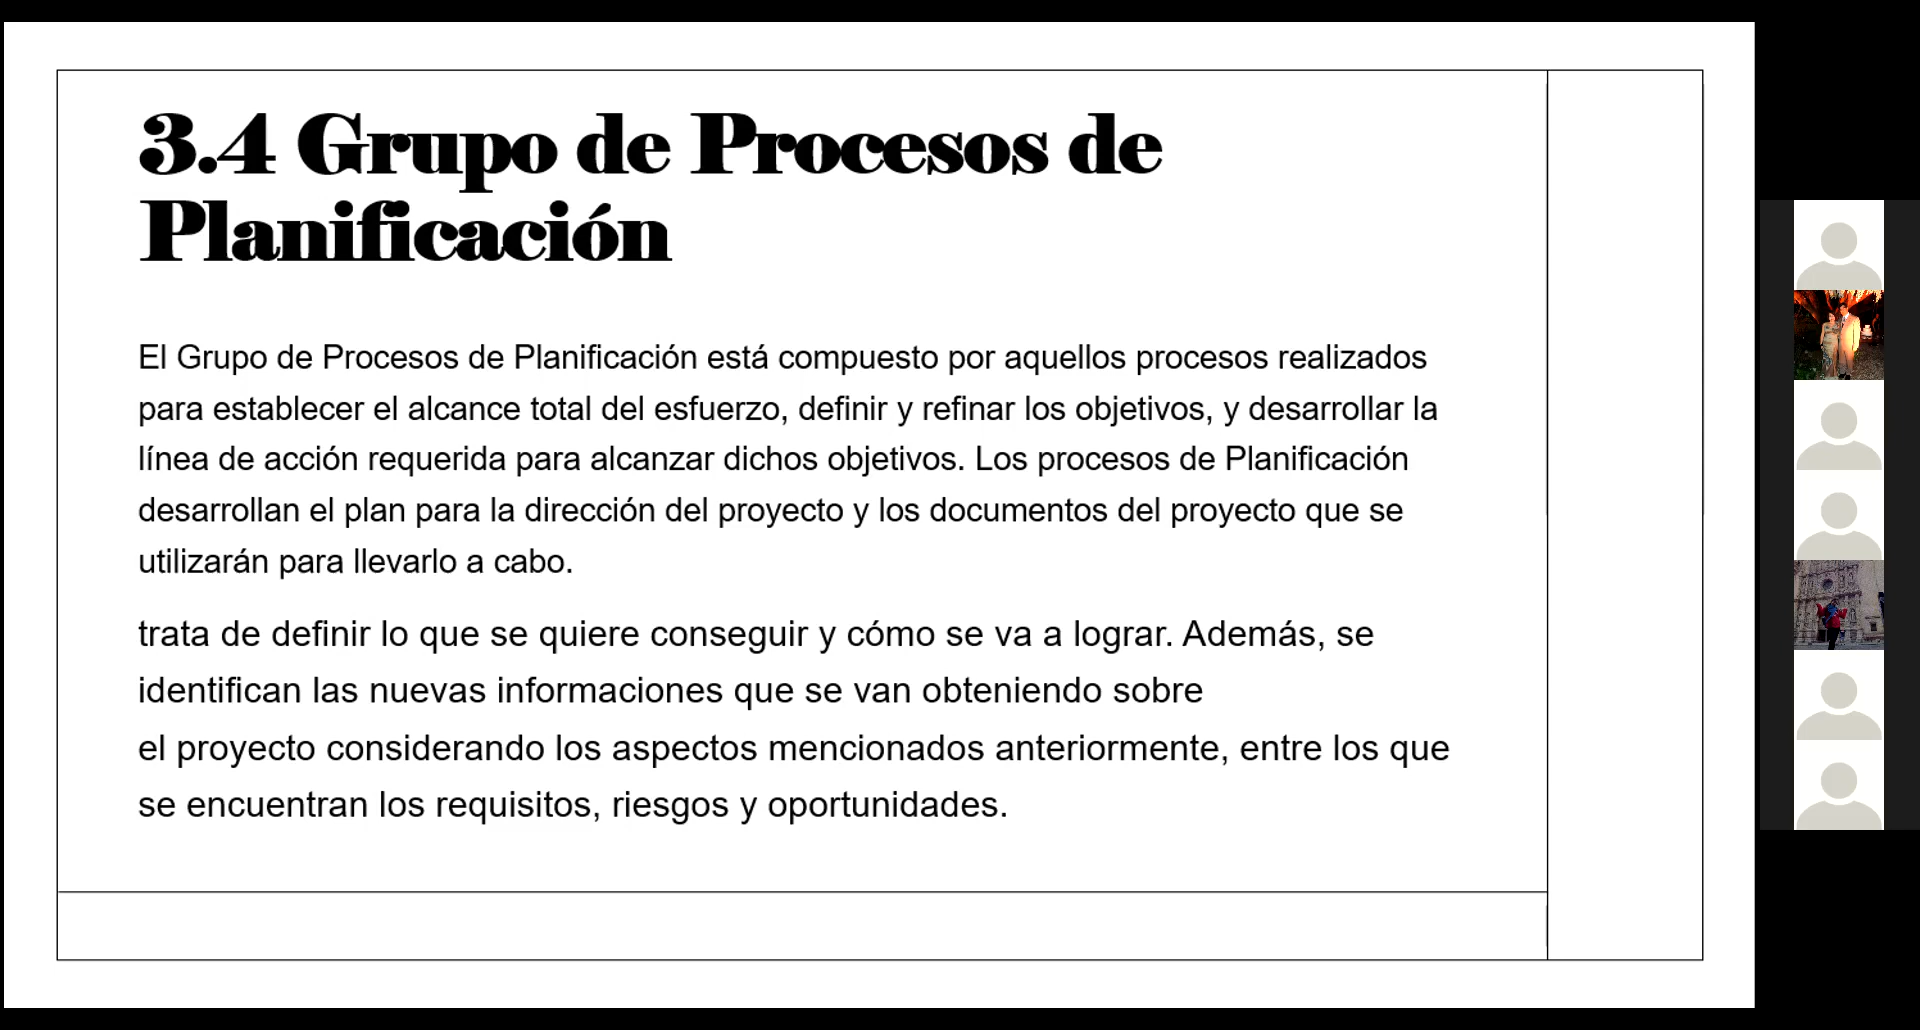 3.4 Grupo de Procesos de
Planificación
El Grupo de Procesos de Planificación está compuesto por aquellos procesos realizados
para establecer el alcance total del esfuerzo, definir y refinar los objetivos, y desarrollar la
línea de acción requerida para alcanzar dichos objetivos. Los procesos de Planificación
desarrollan el plan para la dirección del proyecto y los documentos del proyecto que se
utilizarán para llevarlo a cabo.
trata de definir lo que se quiere conseguir y cómo se va a lograr. Además, se
identifican las nuevas informaciones que se van obteniendo sobre
el proyecto considerando los aspectos mencionados anteriormente, entre los que
se encuentran los requisitos, riesgos y oportunidades.